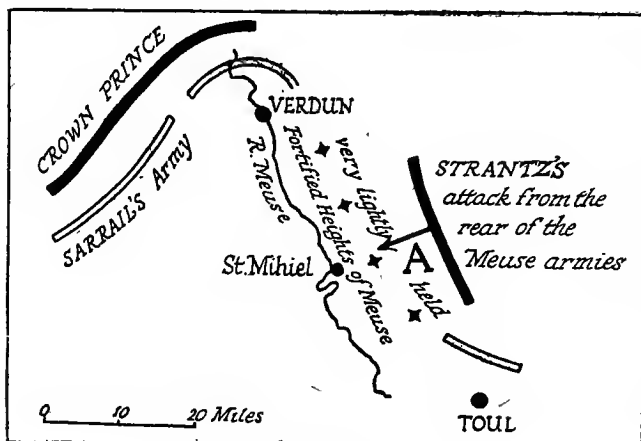 CROWN PRINCE
SARRAIL'S Army
VERDUN
R. Meuse
Fortified Heights of Meuse
very lightly
A held
St. Mihiel
STRANTZ'S
attack from the
rear of the
Meuse armies
0 10 20 Miles
TOUL